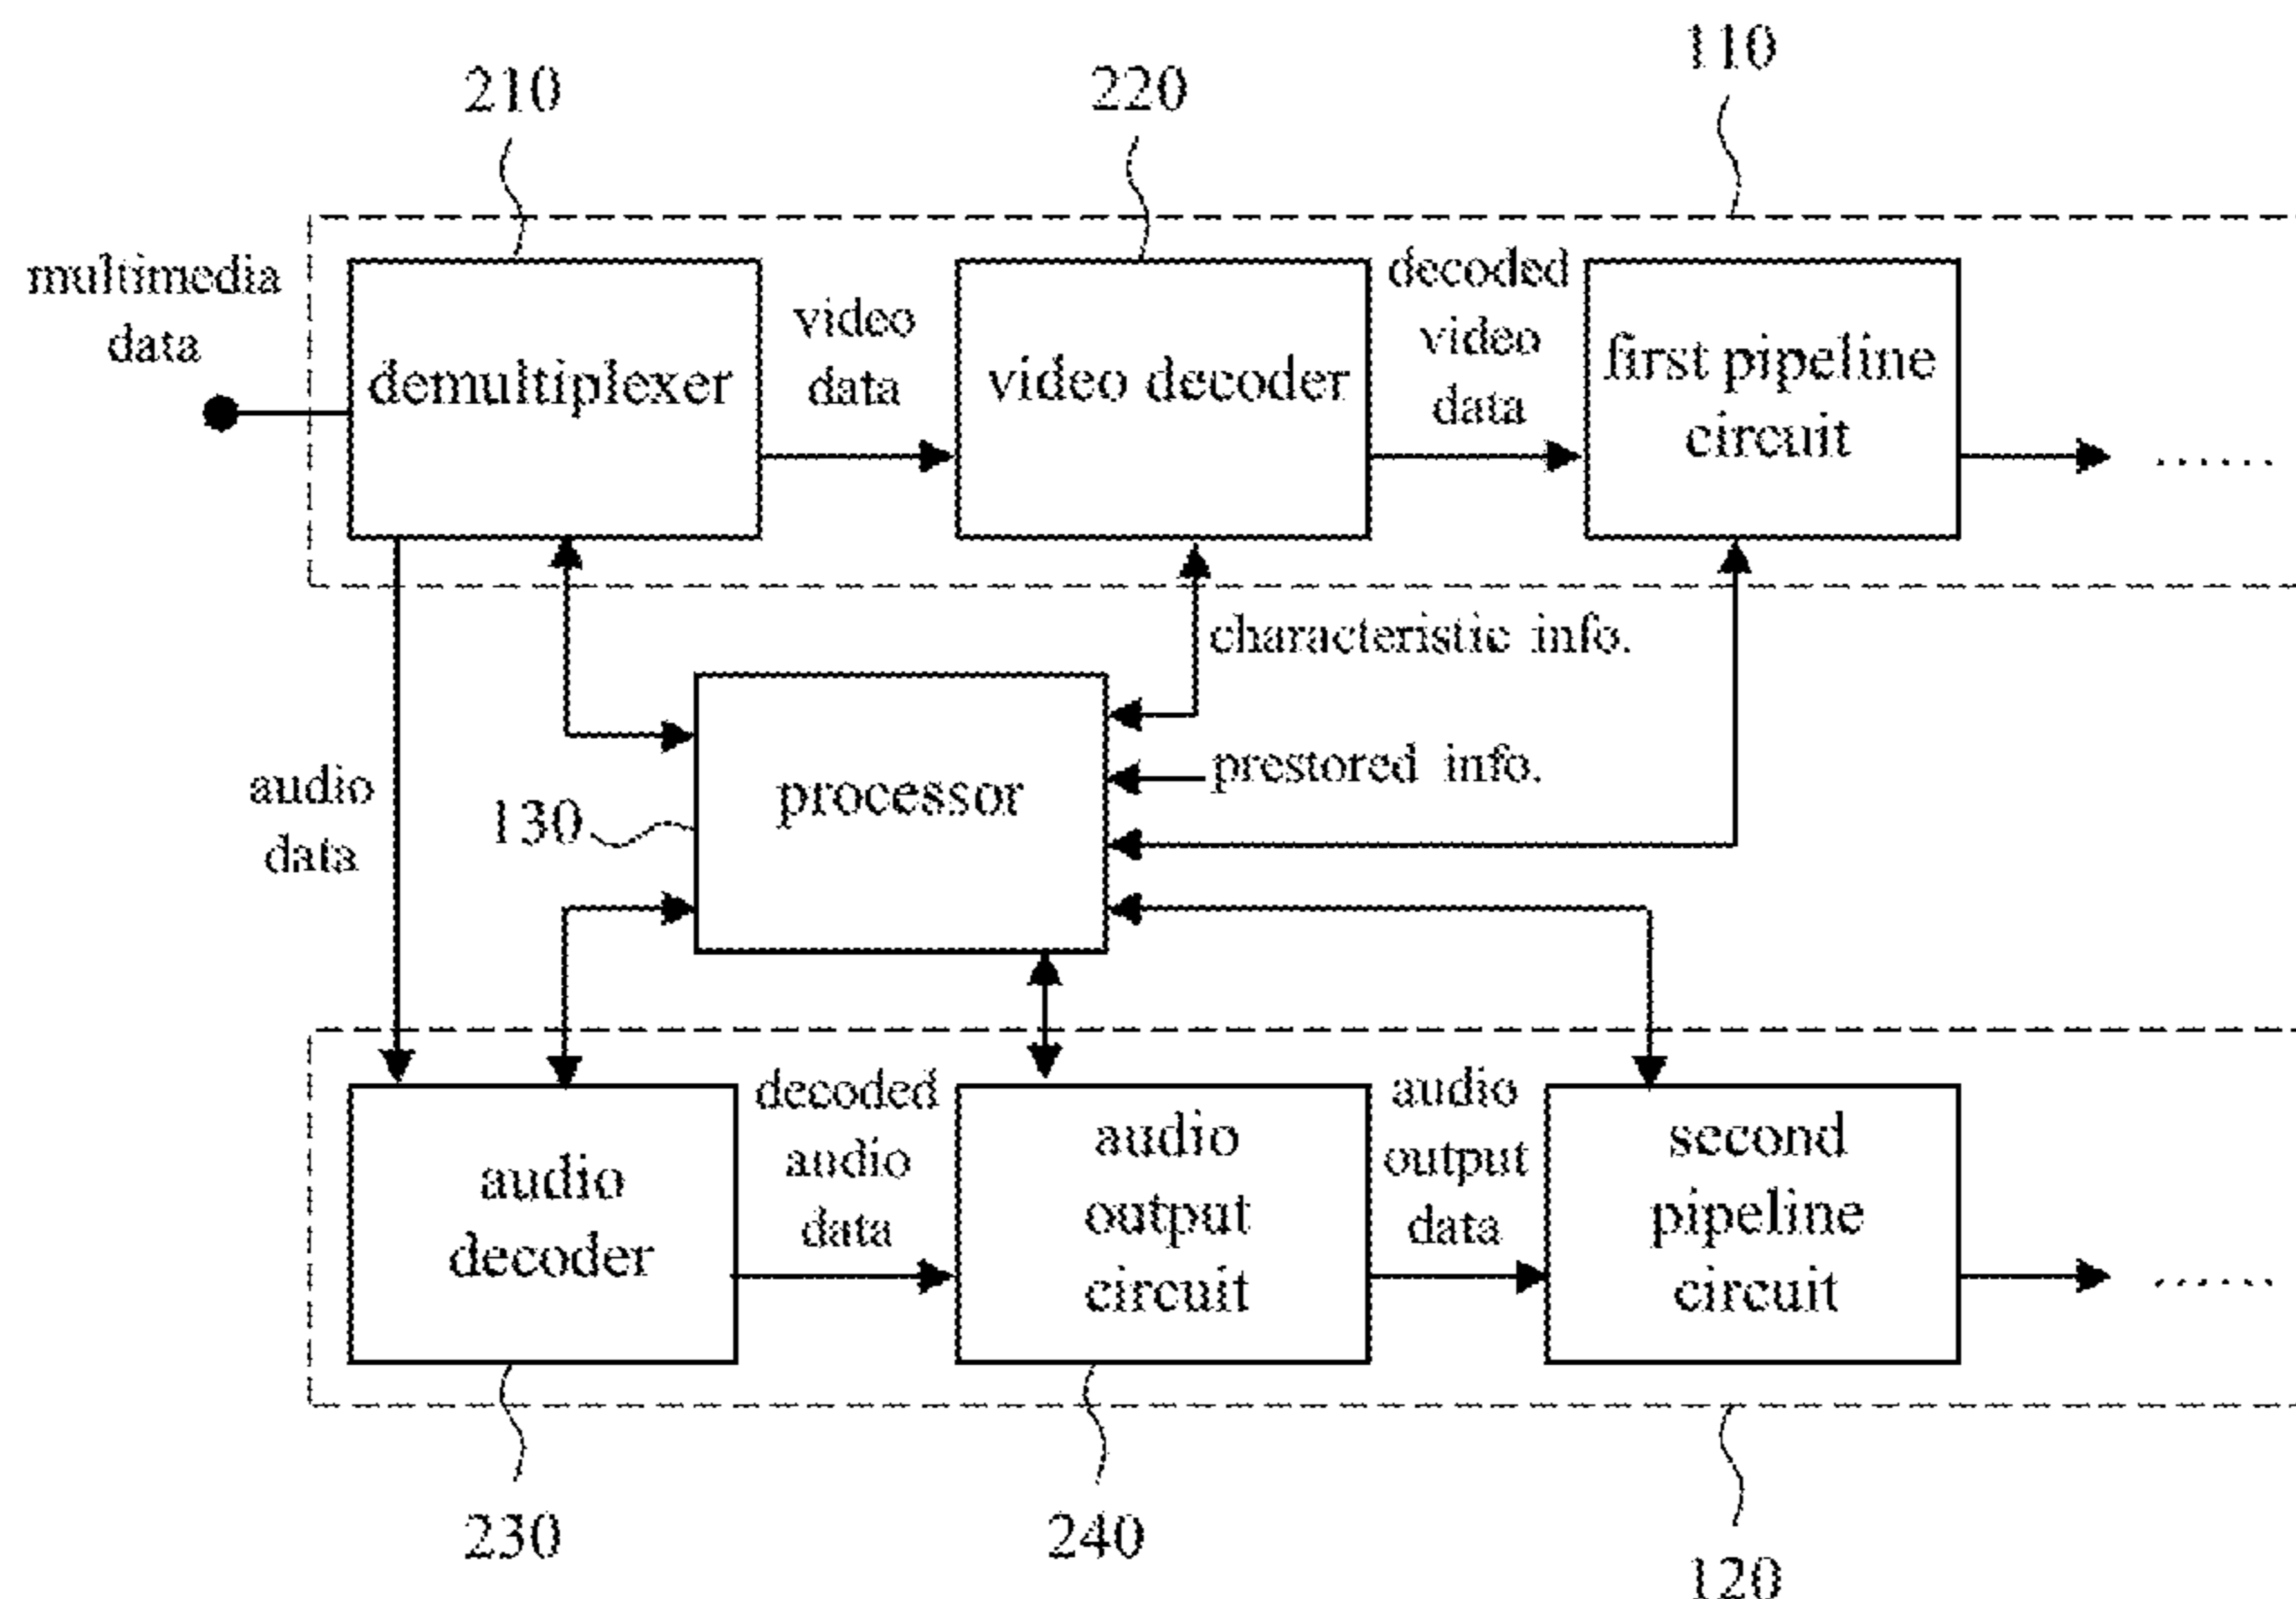 110
210
220
multimedia
data
demultiplexer
video
data
video decoder
decoded
video
data
first pipeline
circuit
......
characteristic info.
prestored info.
processor
130
audio
data
audio
decoder
decoded
audio
data
audio
output
circuit
audio
output
data
second
pipeline
circuit
......
230
240
120